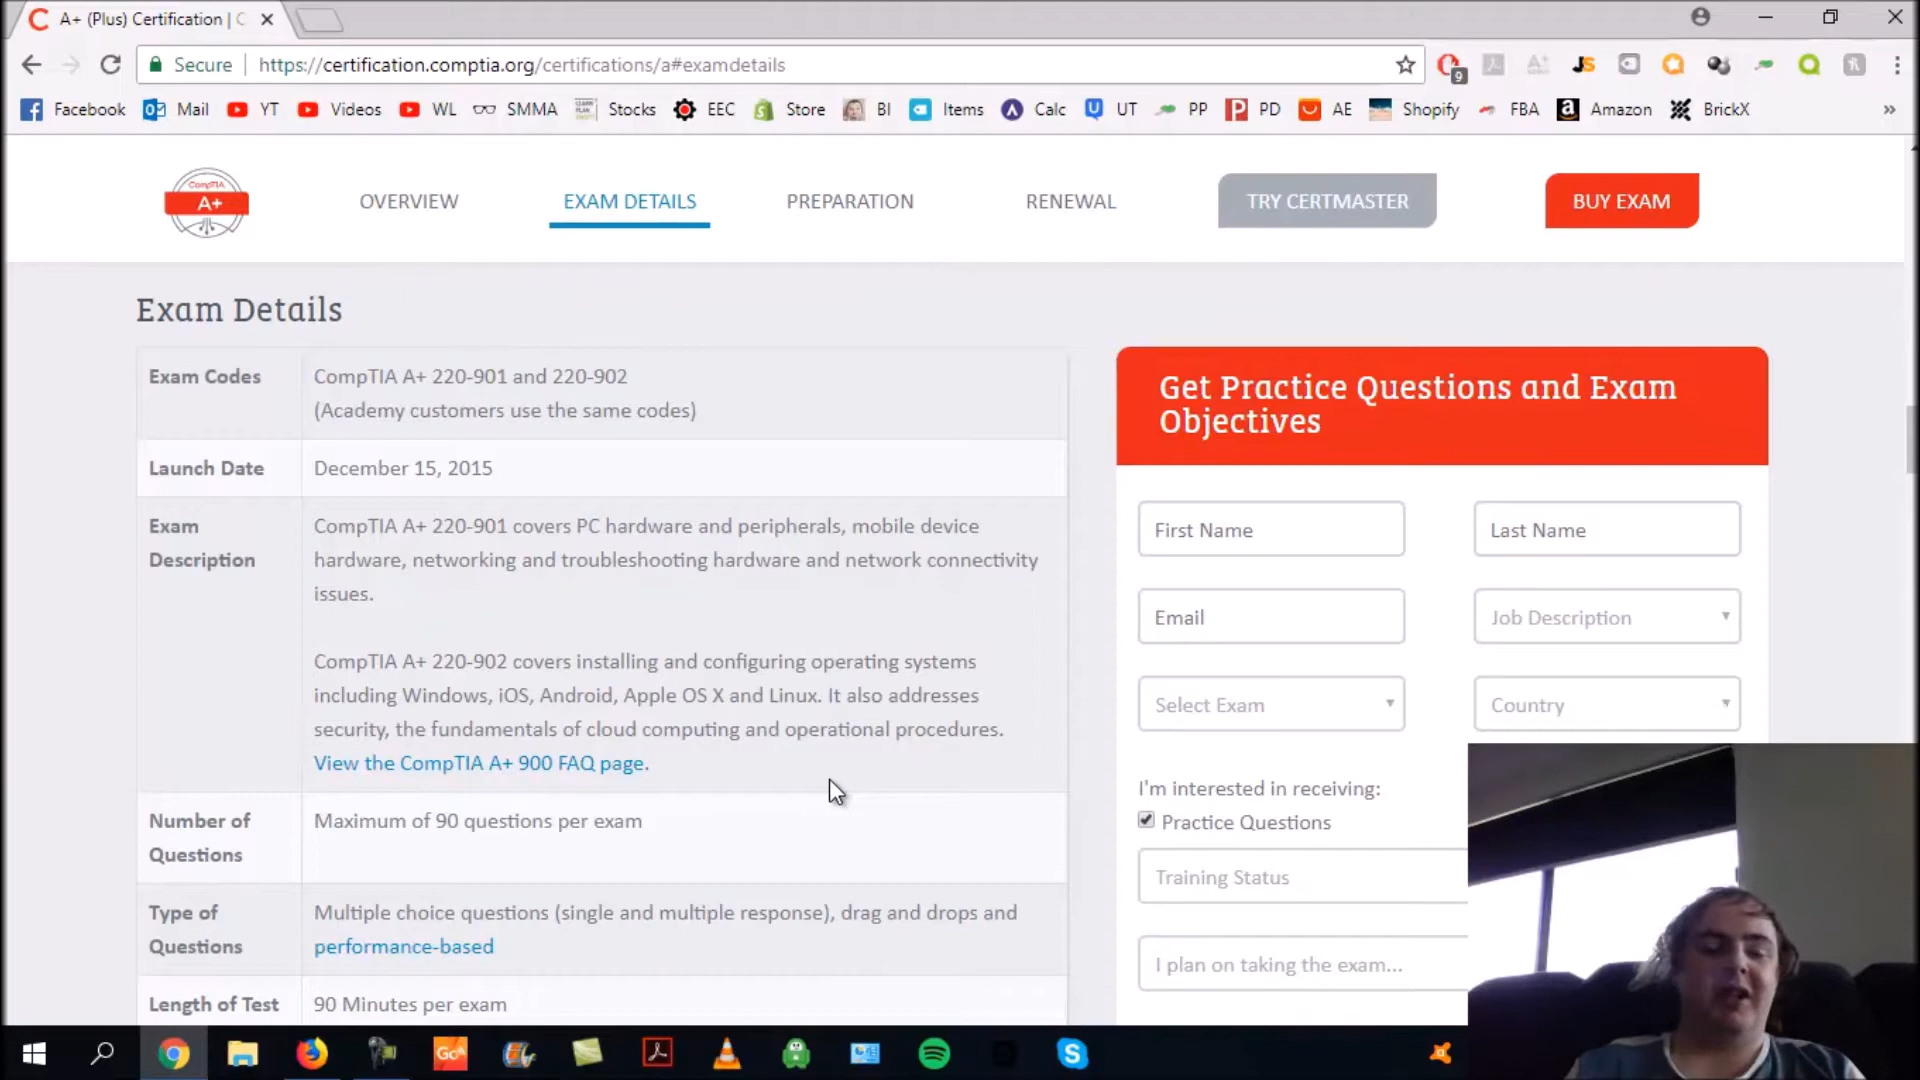 A+ (Plus) Certification | C
Secure
https://certification.comptia.org/certifications/a#examdetails
9
JS
Facebook
Mail
YT
Videos
WL
SMMA
Stocks
EEC
Store
BI
Items
Calc
UT
PP
PD
AE
Shopify
FBA
Amazon
BrickX
»
CompTIA
A+
OVERVIEW
EXAM DETAILS
PREPARATION
RENEWAL
TRY CERTMASTER
BUY EXAM
Exam Details
Exam Codes
CompTIA A+ 220-901 and 220-902
(Academy customers use the same codes)
Launch Date
December 15, 2015
Exam
Description
CompTIA A+ 220-901 covers PC hardware and peripherals, mobile device
hardware, networking and troubleshooting hardware and network connectivity
issues.
CompTIA A+ 220-902 covers installing and configuring operating systems
including Windows, iOS, Android, Apple OS X and Linux. It also addresses
security, the fundamentals of cloud computing and operational procedures.
View the CompTIA A+ 900 FAQ page.
Number of
Questions
Maximum of 90 questions per exam
Type of
Questions
Multiple choice questions (single and multiple response), drag and drops and
performance-based
Length of Test
90 Minutes per exam
Get Practice Questions and Exam
Objectives
First Name
Last Name
Email
Job Description
Select Exam
Country
I'm interested in receiving:
Practice Questions
Training Status
I plan on taking the exam...